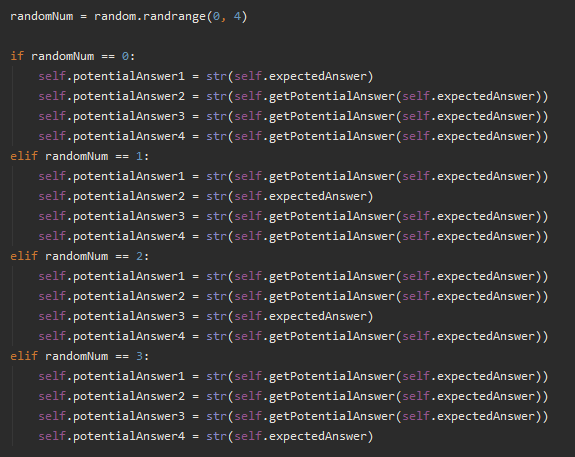 randomNum = random.randrange(0, 4)

if randomNum == 0:
    self.potentialAnswer1 = str(self.expectedAnswer)
    self.potentialAnswer2 = str(self.getPotentialAnswer(self.expectedAnswer))
    self.potentialAnswer3 = str(self.getPotentialAnswer(self.expectedAnswer))
    self.potentialAnswer4 = str(self.getPotentialAnswer(self.expectedAnswer))
elif randomNum == 1:
    self.potentialAnswer1 = str(self.getPotentialAnswer(self.expectedAnswer))
    self.potentialAnswer2 = str(self.expectedAnswer)
    self.potentialAnswer3 = str(self.getPotentialAnswer(self.expectedAnswer))
    self.potentialAnswer4 = str(self.getPotentialAnswer(self.expectedAnswer))
elif randomNum == 2:
    self.potentialAnswer1 = str(self.getPotentialAnswer(self.expectedAnswer))
    self.potentialAnswer2 = str(self.getPotentialAnswer(self.expectedAnswer))
    self.potentialAnswer3 = str(self.expectedAnswer)
    self.potentialAnswer4 = str(self.getPotentialAnswer(self.expectedAnswer))
elif randomNum == 3:
    self.potentialAnswer1 = str(self.getPotentialAnswer(self.expectedAnswer))
    self.potentialAnswer2 = str(self.getPotentialAnswer(self.expectedAnswer))
    self.potentialAnswer3 = str(self.getPotentialAnswer(self.expectedAnswer))
    self.potentialAnswer4 = str(self.expectedAnswer)